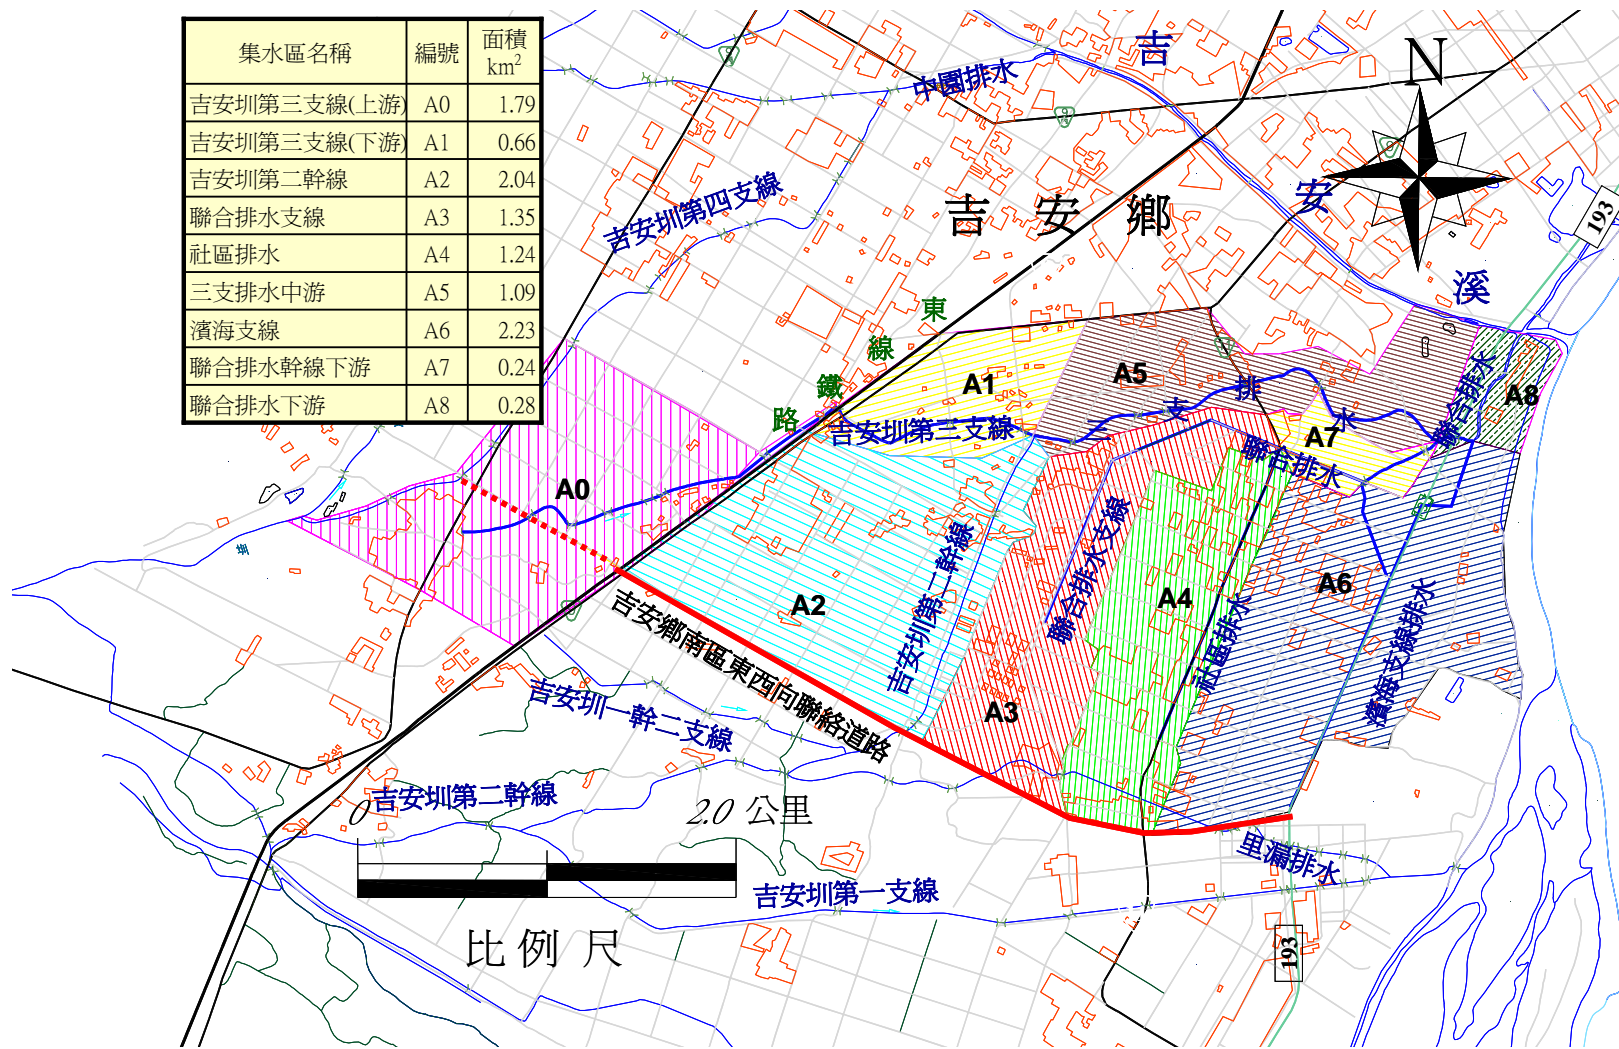 集水區名稱 編號 面積 km²
吉安圳第三支線(上游) A0 1.79
吉安圳第三支線(下游) A1 0.66
吉安圳第二幹線 A2 2.04
聯合排水支線 A3 1.35
社區排水 A4 1.24
三支排水中游 A5 1.09
濱海支線 A6 2.23
聯合排水幹線下游 A7 0.24
聯合排水下游 A8 0.28
吉安溪
N
中園排水
吉安圳第四支線
吉安鄉
193
東線鐵路
A1
A5
三支排水
聯合排水
A8
吉安圳第三支線
A7
聯合排水
A0
吉安圳第二幹線
聯合排水支線
A2
A4
A6
社區排水
濱海支線排水
A3
吉安鄉南區東西向聯絡道路
吉安圳一幹二支線
吉安圳第二幹線
0 2.0 公里
里漏排水
吉安圳第一支線
比例尺
193